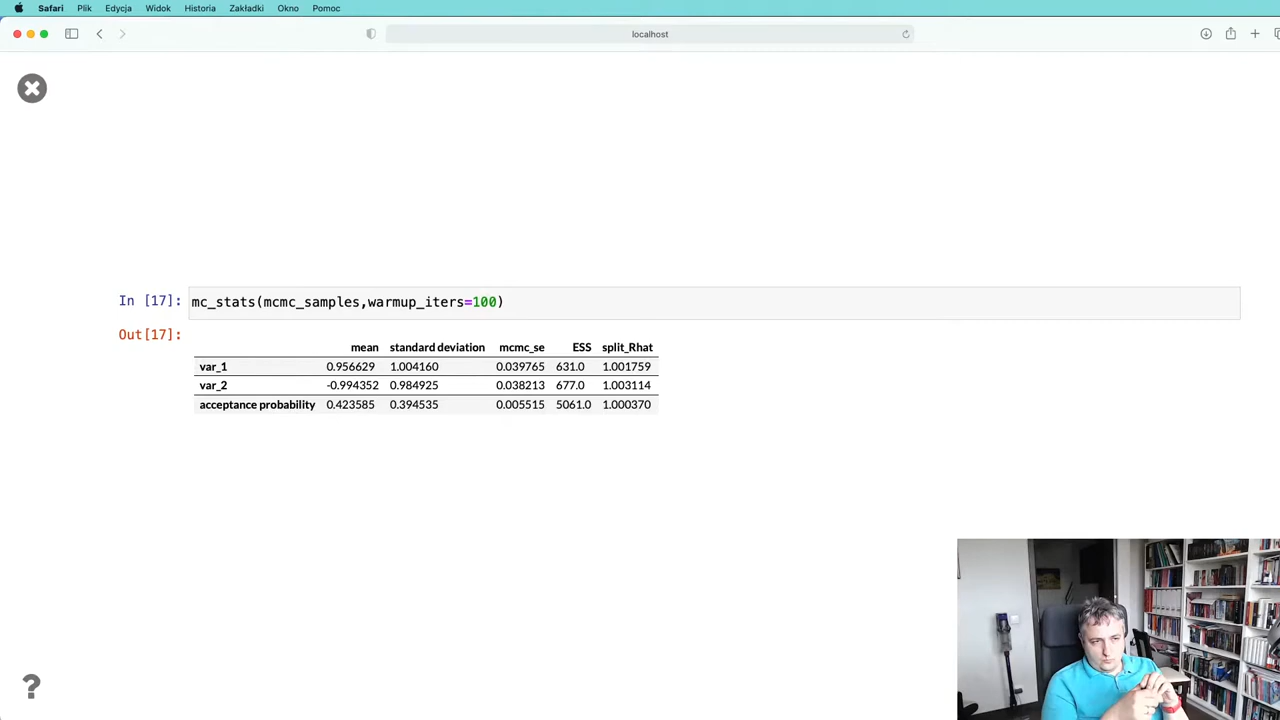 Safari Plik Edycja Widok Historia Zakładki Okno Pomoc
localhost
In [17]: mc_stats(mcmc_samples,warmup_iters=100)
Out[17]:
mean standard deviation mcmc_se ESS split_Rhat
var_1 0.956629 1.004160 0.039765 631.0 1.001759
var_2 -0.994352 0.984925 0.038213 677.0 1.003114
acceptance probability 0.423585 0.394535 0.005515 5061.0 1.000370
?